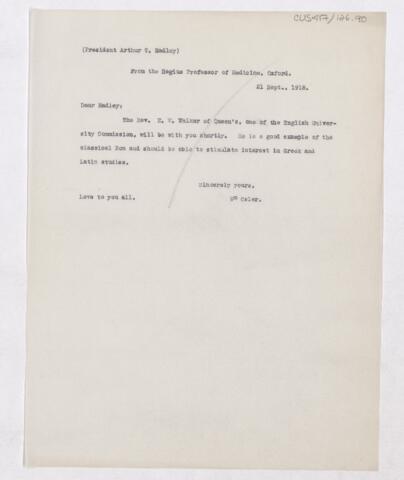 CUS417/126.90
(President Arthur T. Hadley)
From the Regius Professor of Medicine, Oxford.
21 Sept., 1918.
Dear Hadley:
The Rev. E. W. Walker of Queen's, one of the English Univer-
sity Commission, will be with you shortly. He is a good example of the
classical Don and should be able to stimulate interest in Greek and
Latin studies.
Sincerely yours,
Love to you all. Wm Osler.